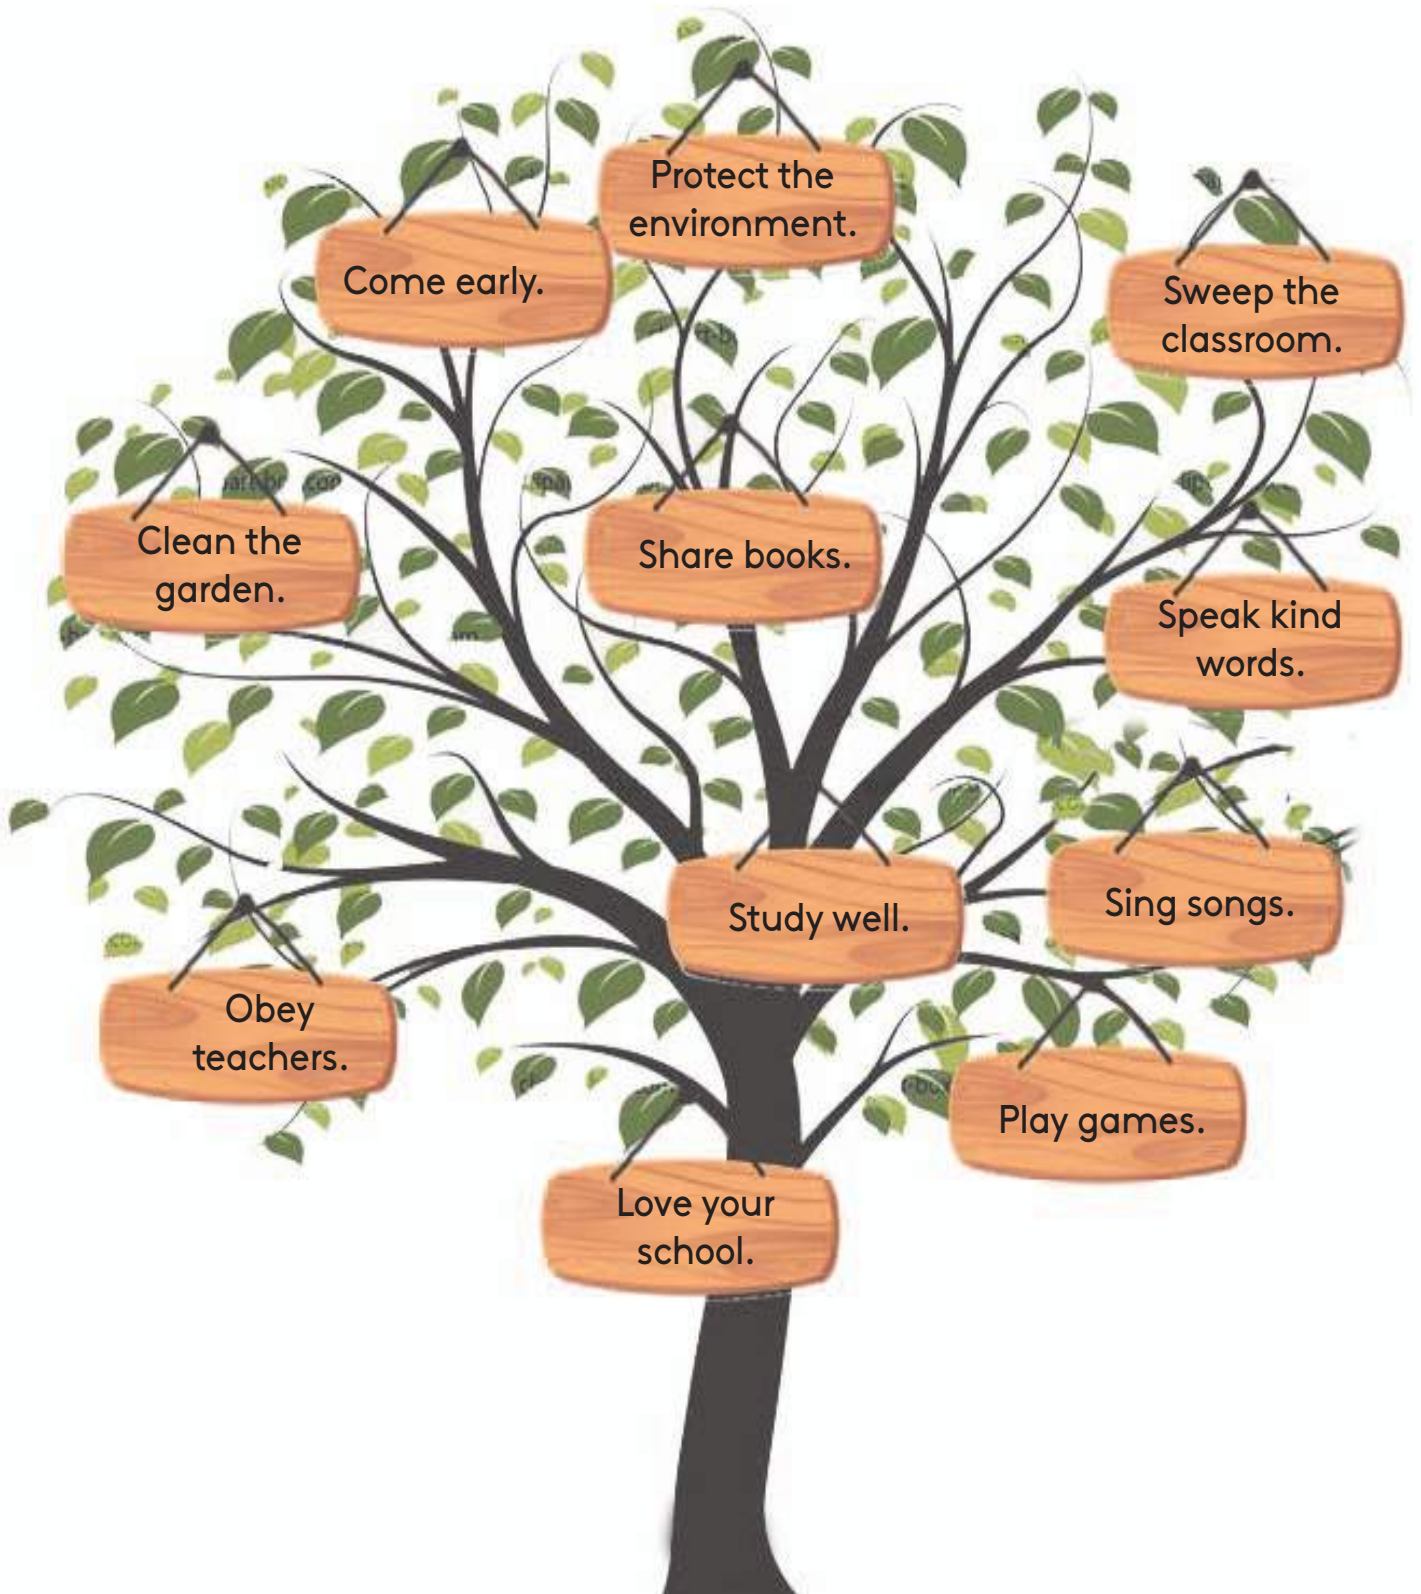 Protect the
environment.
Come early.
Sweep the
classroom.
Clean the
garden.
Share books.
Speak kind
words.
Study well.
Sing songs.
Obey
teachers.
Play games.
Love your
school.